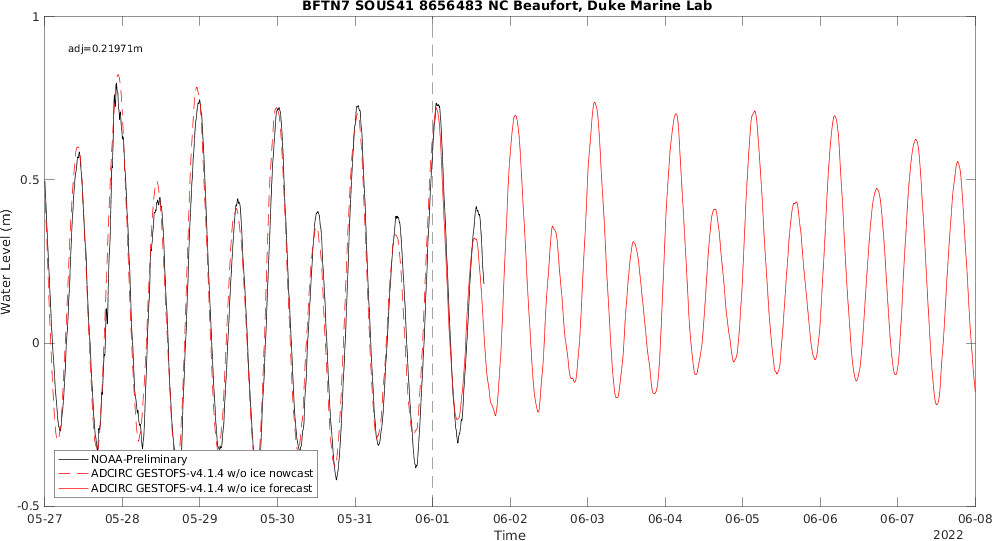 BFTN7 SOUS41 8656483 NC Beaufort, Duke Marine Lab
adj=0.21971m
1
0.5
0
-0.5
Water Level (m)
NOAA-Preliminary
ADCIRC GESTOFS-v4.1.4 w/o ice nowcast
ADCIRC GESTOFS-v4.1.4 w/o ice forecast
05-27 05-28 05-29 05-30 05-31 06-01 06-02 06-03 06-04 06-05 06-06 06-07 06-08
Time
2022